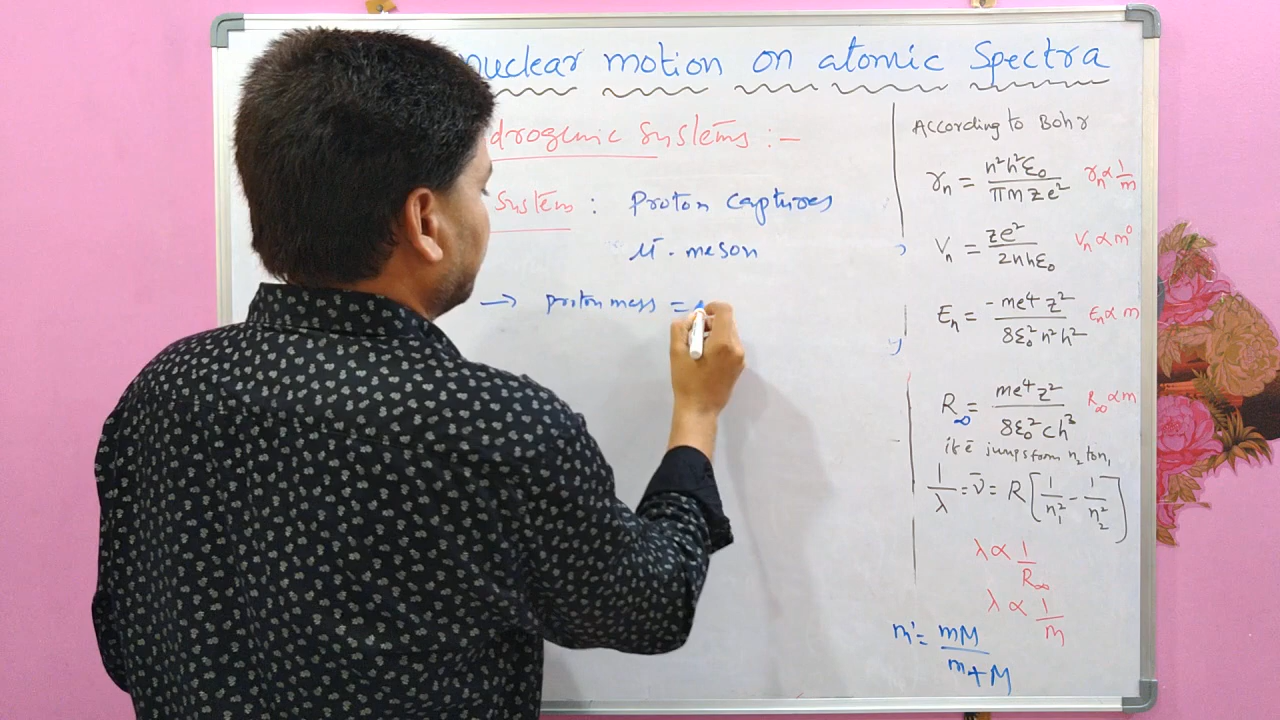 nuclear motion on atomic Spectra
drogenic Systems :-
System : Proton Captures
μ⁻ meson
→ proton mass =
According to Bohr
rₙ = n²h²ε₀ / πmze² rₙ ∝ 1/m
Vₙ = ze² / 2nhε₀ Vₙ ∝ m⁰
Eₙ = -me⁴z² / 8ε₀²n²h² Eₙ ∝ m
R∞ = me⁴z² / 8ε₀²ch³ R∞ ∝ m
if ē jumps form n₂ to n₁
1/λ = ν̄ = R[1/n₁² - 1/n₂²]
λ ∝ 1/R∞
λ ∝ 1/m
m' = mM / m+M